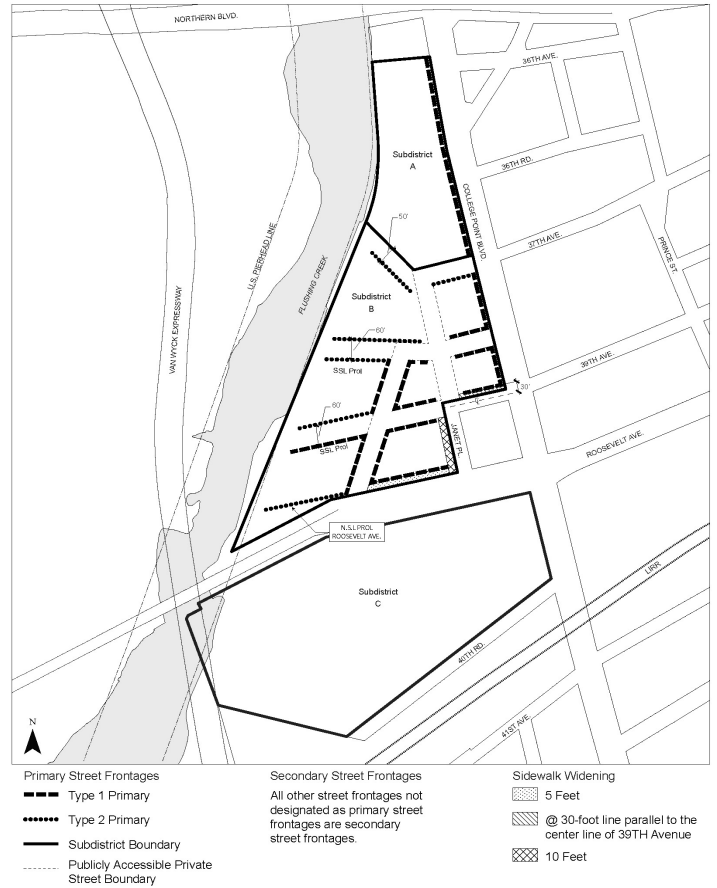 NORTHERN BLVD.
36TH AVE.
Subdistrict
A
36TH RD.
COLLEGE POINT BLVD.
50'
37TH AVE.
PRINCE ST.
U.S. PIERHEAD LINE
FLUSHING CREEK
VAN WYCK EXPRESSWAY
Subdistrict
B
60'
SSL Prol
39TH AVE.
30'
60'
SSL Prol
JANET PL.
ROOSEVELT AVE.
N.S.L PROL
ROOSEVELT AVE.
Subdistrict
C
LIRR
40TH RD.
41ST AVE.
N
Primary Street Frontages
Type 1 Primary
Type 2 Primary
Subdistrict Boundary
Publicly Accessible Private
Street Boundary
Secondary Street Frontages
All other street frontages not
designated as primary street
frontages are secondary
street frontages.
Sidewalk Widening
5 Feet
@ 30-foot line parallel to the
center line of 39TH Avenue
10 Feet